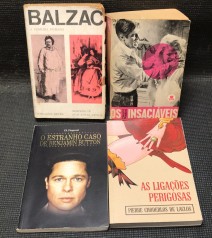 BALZAC
OS INSACIÁVEIS
O ESTRANHO CASO
DE BENJAMIN BUTTON
AS LIGAÇÕES
PERIGOSAS
PIERRE CHODERLOS DE LACLOS